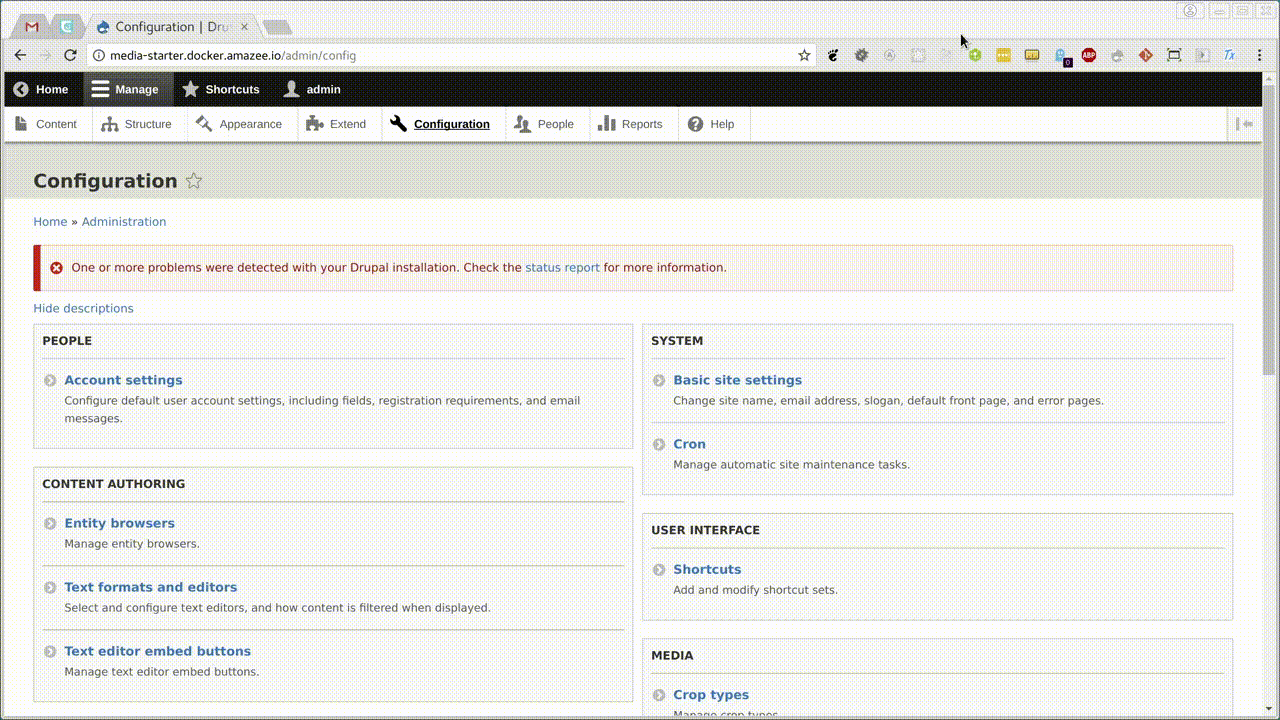 Configuration | Dru
media-starter.docker.amazee.io/admin/config
0
ABP
Tx
Home Manage Shortcuts admin
Content Structure Appearance Extend Configuration People Reports Help
Configuration
Home » Administration
One or more problems were detected with your Drupal installation. Check the status report for more information.
Hide descriptions
PEOPLE
Account settings
Configure default user account settings, including fields, registration requirements, and email
messages.
CONTENT AUTHORING
Entity browsers
Manage entity browsers.
Text formats and editors
Select and configure text editors, and how content is filtered when displayed.
Text editor embed buttons
Manage text editor embed buttons.
SYSTEM
Basic site settings
Change site name, email address, slogan, default front page, and error pages.
Cron
Manage automatic site maintenance tasks.
USER INTERFACE
Shortcuts
Add and modify shortcut sets.
MEDIA
Crop types
Manage crop types.